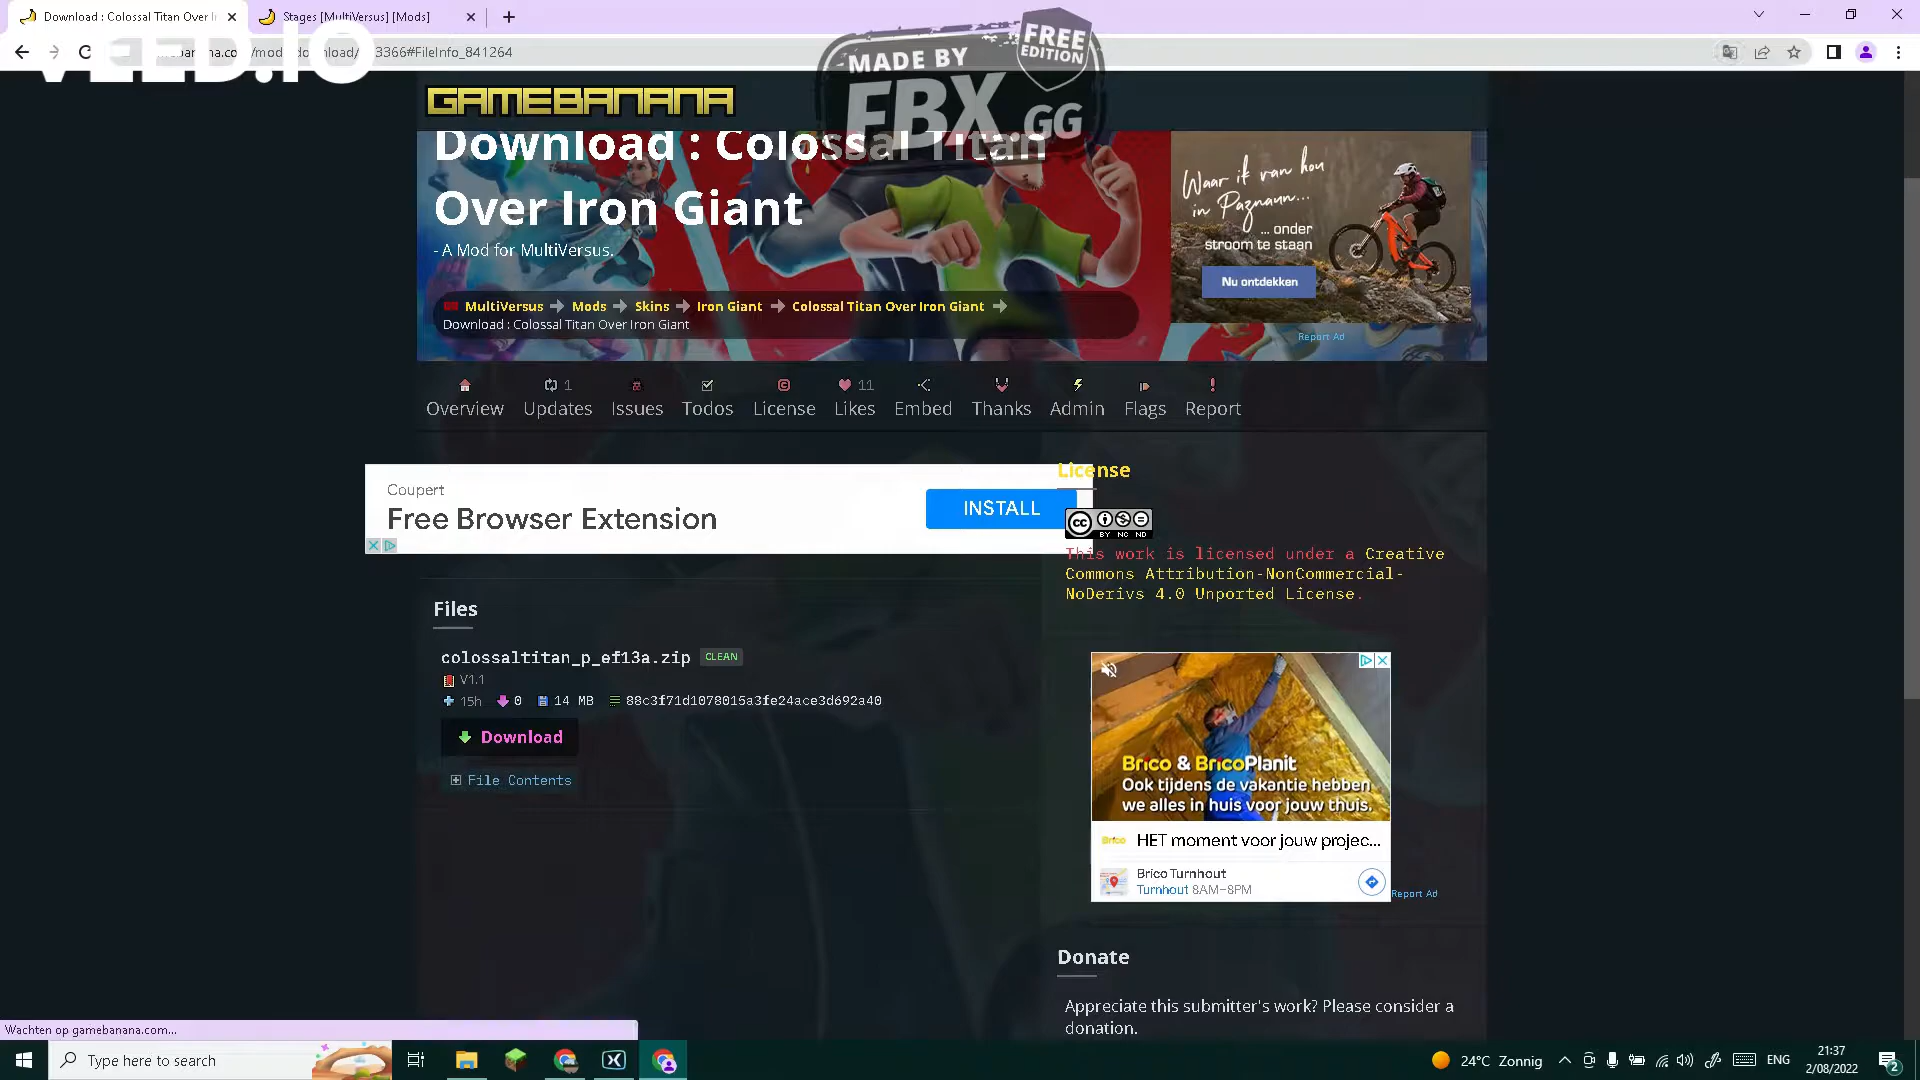 Download : Colossal Titan Over I
Stages [MultiVersus] [Mods]
VEED.IO
3366#FileInfo_841264
MADE BY
FBX.GG
FREE
EDITION
GAMEBANANA
Download : Colossal Titan
Over Iron Giant
- A Mod for MultiVersus.
MultiVersus Mods Skins Iron Giant Colossal Titan Over Iron Giant
Download : Colossal Titan Over Iron Giant
Waar ik van hou
in Paznaun...
... onder
stroom te staan
Nu ontdekken
Report Ad
Overview
1
Updates
Issues
Todos
License
11
Likes
Embed
Thanks
Admin
Flags
Report
Coupert
Free Browser Extension
INSTALL
License
cc BY NC ND
This work is licensed under a Creative
Commons Attribution-NonCommercial-
NoDerivs 4.0 Unported License.
Files
colossaltitan_p_ef13a.zip CLEAN
V1.1
15h 0 14 MB 88c3f71d1078015a3fe24ace3d692a40
Download
File Contents
Brico & BricoPlanit
Ook tijdens de vakantie hebben
we alles in huis voor jouw thuis.
Brico HET moment voor jouw projec...
Brico Turnhout
Turnhout 8AM–8PM
Report Ad
Donate
Appreciate this submitter's work? Please consider a
donation.
Wachten op gamebanana.com...
Type here to search
24°C Zonnig
ENG
21:37
2/08/2022
2